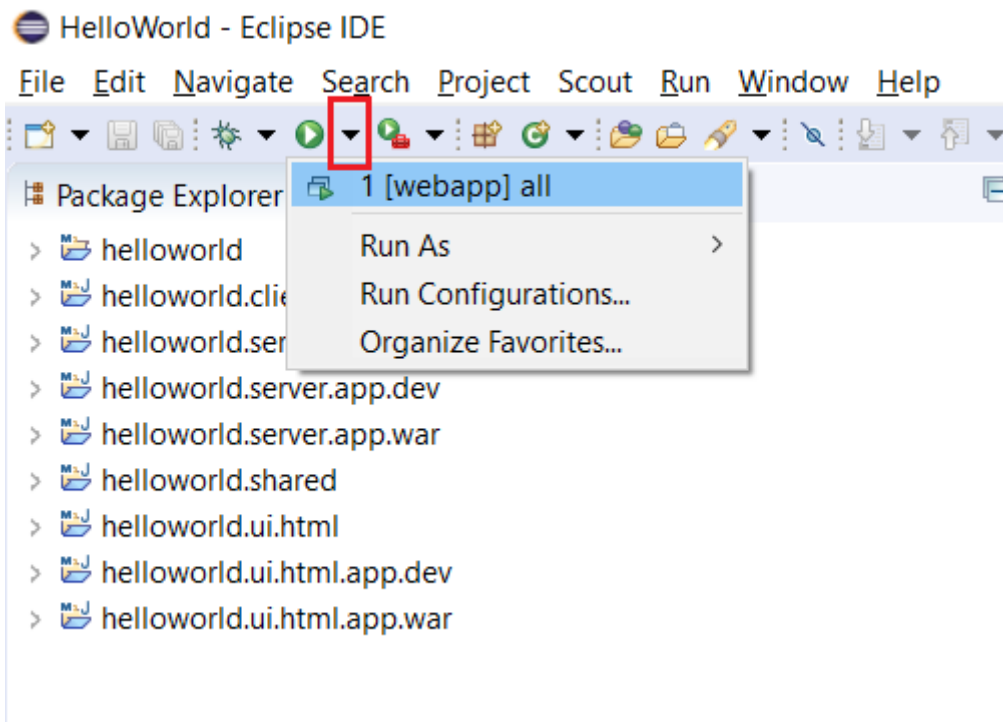 HelloWorld - Eclipse IDE
File Edit Navigate Search Project Scout Run Window Help
Package Explorer
1 [webapp] all
Run As
Run Configurations...
Organize Favorites...
helloworld
helloworld.clie
helloworld.ser
helloworld.server.app.dev
helloworld.server.app.war
helloworld.shared
helloworld.ui.html
helloworld.ui.html.app.dev
helloworld.ui.html.app.war